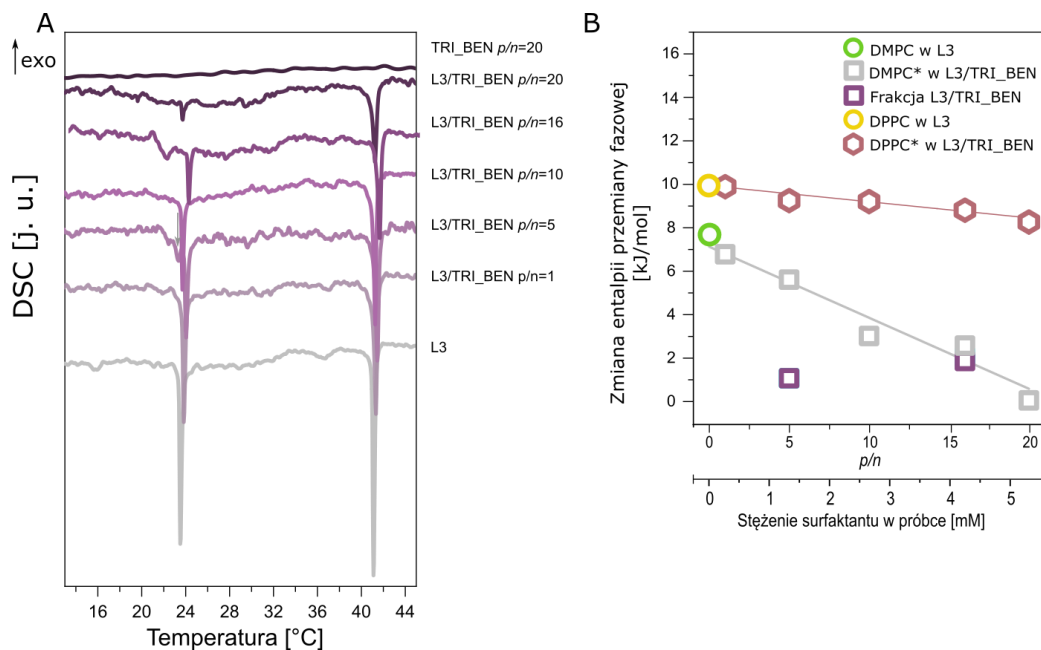 A
exo
DSC [j. u.]
TRI_BEN p/n=20
L3/TRI_BEN p/n=20
L3/TRI_BEN p/n=16
L3/TRI_BEN p/n=10
L3/TRI_BEN p/n=5
L3/TRI_BEN p/n=1
L3
16 20 24 28 32 36 40 44
Temperatura [°C]
B
DMPC w L3
DMPC* w L3/TRI_BEN
Frakcja L3/TRI_BEN
DPPC w L3
DPPC* w L3/TRI_BEN
Zmiana entalpii przemiany fazowej
[kJ/mol]
16
14
12
10
8
6
4
2
0
0 5 10 15 20
p/n
0 1 2 3 4 5
Stężenie surfaktantu w próbce [mM]